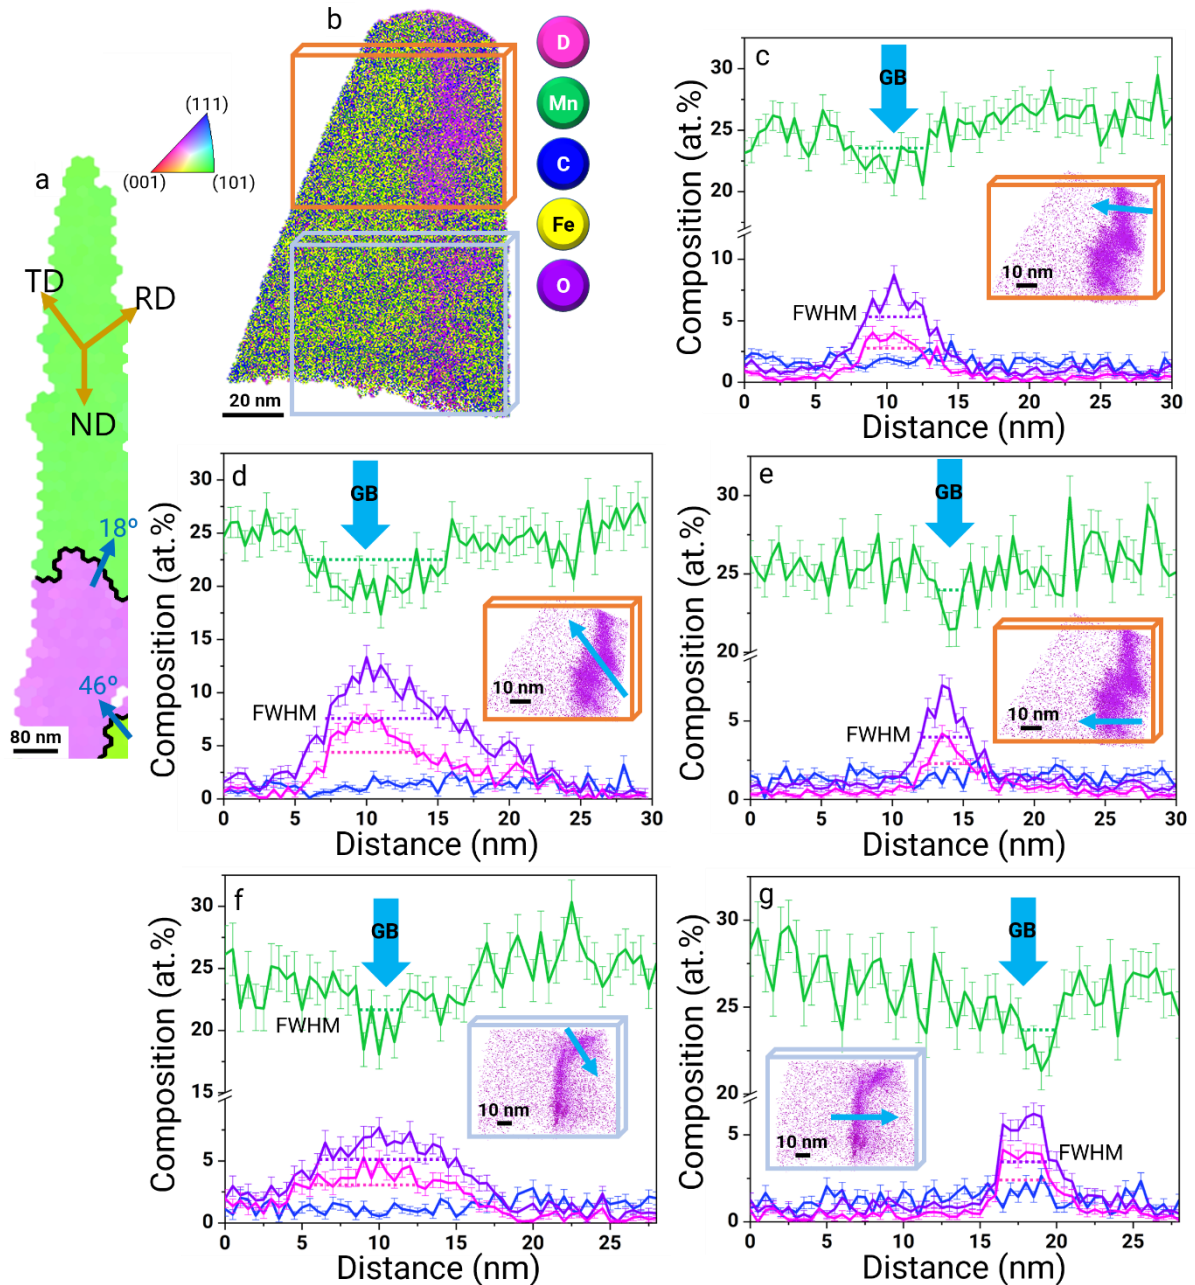 a
(111)
(001)
(101)
TD
RD
ND
18º
46º
80 nm
b
20 nm
D
Mn
C
Fe
O
c
GB
Composition (at.%)
30
25
20
10
5
0
FWHM
10 nm
0 5 10 15 20 25 30
Distance (nm)
d
GB
Composition (at.%)
30
25
20
15
10
5
0
FWHM
10 nm
0 5 10 15 20 25 30
Distance (nm)
e
GB
Composition (at.%)
30
25
20
5
0
FWHM
10 nm
0 5 10 15 20 25 30
Distance (nm)
f
GB
Composition (at.%)
30
25
20
15
5
0
FWHM
10 nm
0 5 10 15 20 25
Distance (nm)
g
GB
Composition (at.%)
30
25
20
5
0
FWHM
10 nm
0 5 10 15 20 25
Distance (nm)